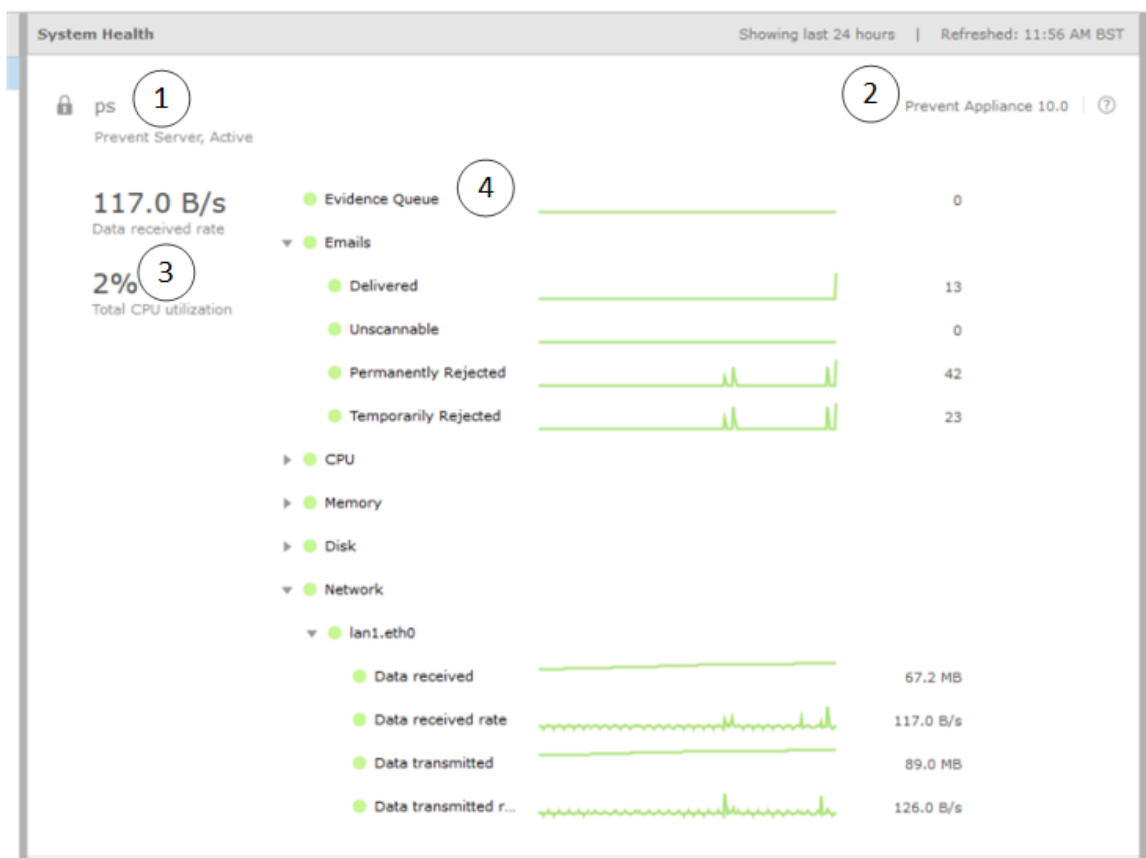 System Health
Showing last 24 hours | Refreshed: 11:56 AM BST
ps 1
2 Prevent Appliance 10.0 ?
Prevent Server, Active
117.0 B/s
Data received rate
Evidence Queue 4 0
Emails
3
2%
Total CPU utilization
Delivered 13
Unscannable 0
Permanently Rejected 42
Temporarily Rejected 23
CPU
Memory
Disk
Network
lan1.eth0
Data received 67.2 MB
Data received rate 117.0 B/s
Data transmitted 89.0 MB
Data transmitted r... 126.0 B/s